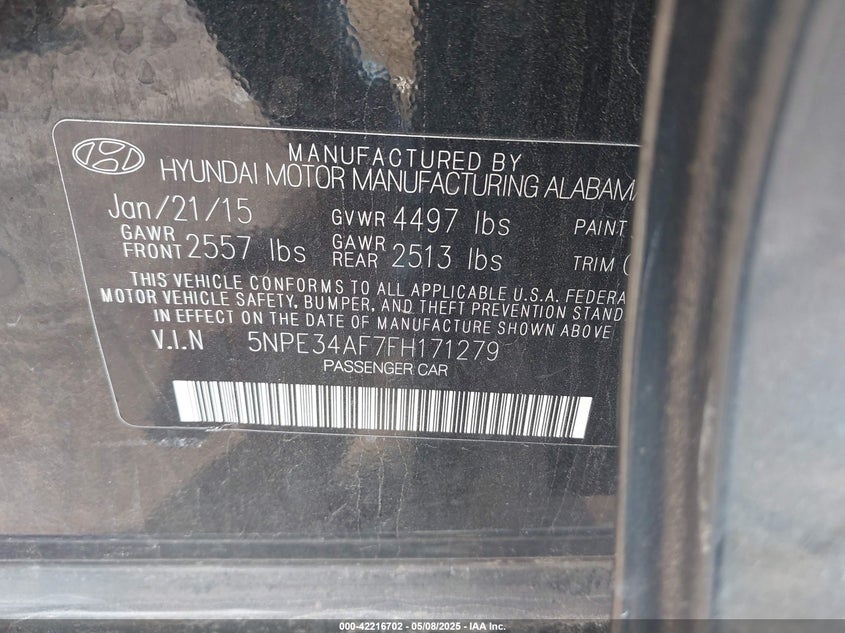 MANUFACTURED BY
HYUNDAI MOTOR MANUFACTURING ALABAMA
Jan/21/15 GVWR 4497 lbs PAINT
GAWR FRONT 2557 lbs GAWR REAR 2513 lbs TRIM
THIS VEHICLE CONFORMS TO ALL APPLICABLE U.S.A. FEDERA
MOTOR VEHICLE SAFETY, BUMPER, AND THEFT PREVENTION STAND
IN EFFECT ON THE DATE OF MANUFACTURE SHOWN ABOVE
V.I.N 5NPE34AF7FH171279
PASSENGER CAR
000-42216702 - 05/08/2025 - IAA Inc.